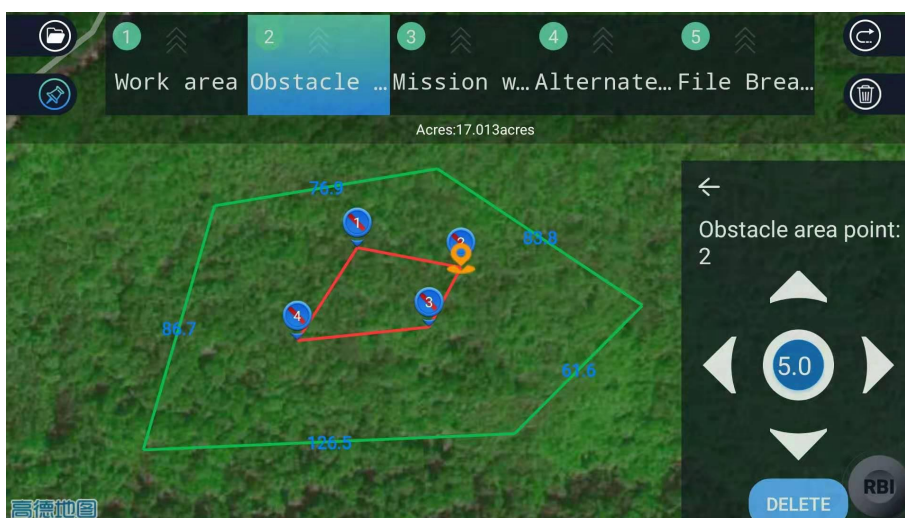 1
2
3
4
5
Work area
Obstacle ...
Mission w...
Alternate...
File Brea...
Acres:17.013acres
76.9
83.8
86.7
61.6
126.5
1
2
3
4
Obstacle area point:
2
5.0
DELETE
RBI
高德地图